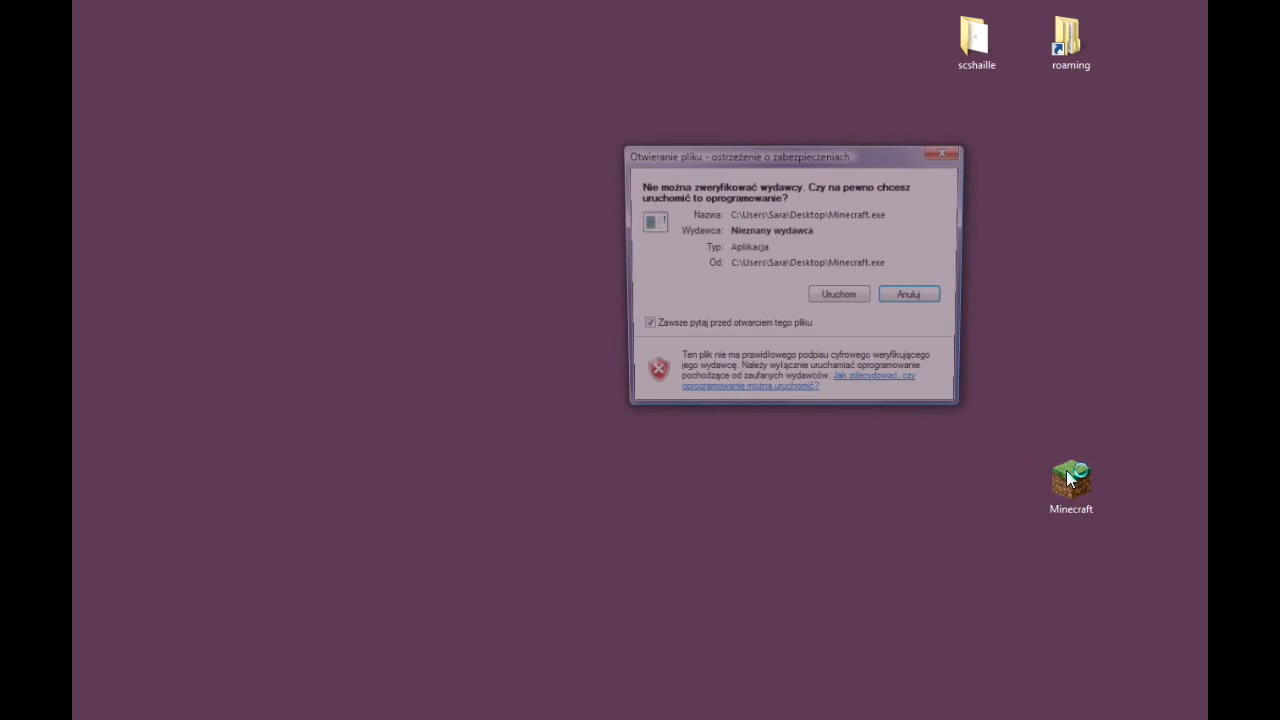 scshaille
roaming
Otwieranie pliku - ostrzeżenie o zabezpieczeniach
Nie można zweryfikować wydawcy. Czy na pewno chcesz
uruchomić to oprogramowanie?
Nazwa: C:\Users\Sara\Desktop\Minecraft.exe
Wydawca: Nieznany wydawca
Typ: Aplikacja
Od: C:\Users\Sara\Desktop\Minecraft.exe
Uruchom Anuluj
Zawsze pytaj przed otwarciem tego pliku
Ten plik nie ma prawidłowego podpisu cyfrowego weryfikującego
jego wydawcę. Należy wyłącznie uruchamiać oprogramowanie
pochodzące od zaufanych wydawców. Jak zdecydować, czy
oprogramowanie można uruchomić?
Minecraft